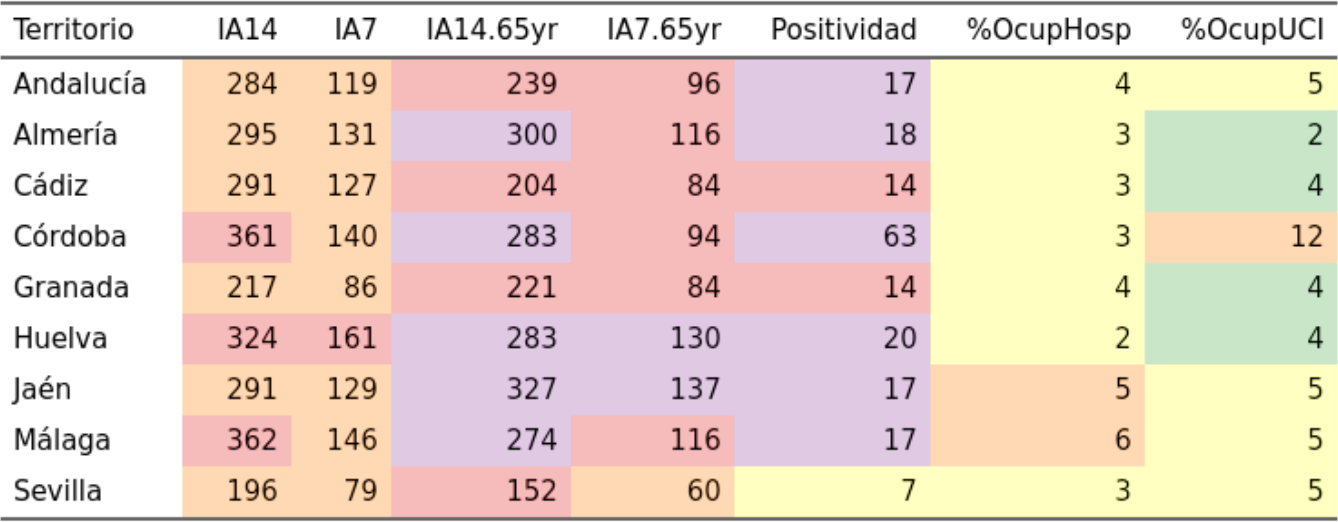 Territorio IA14 IA7 IA14.65yr IA7.65yr Positividad %OcupHosp %OcupUCI
Andalucía 284 119 239 96 17 4 5
Almería 295 131 300 116 18 3 2
Cádiz 291 127 204 84 14 3 4
Córdoba 361 140 283 94 63 3 12
Granada 217 86 221 84 14 4 4
Huelva 324 161 283 130 20 2 4
Jaén 291 129 327 137 17 5 5
Málaga 362 146 274 116 17 6 5
Sevilla 196 79 152 60 7 3 5